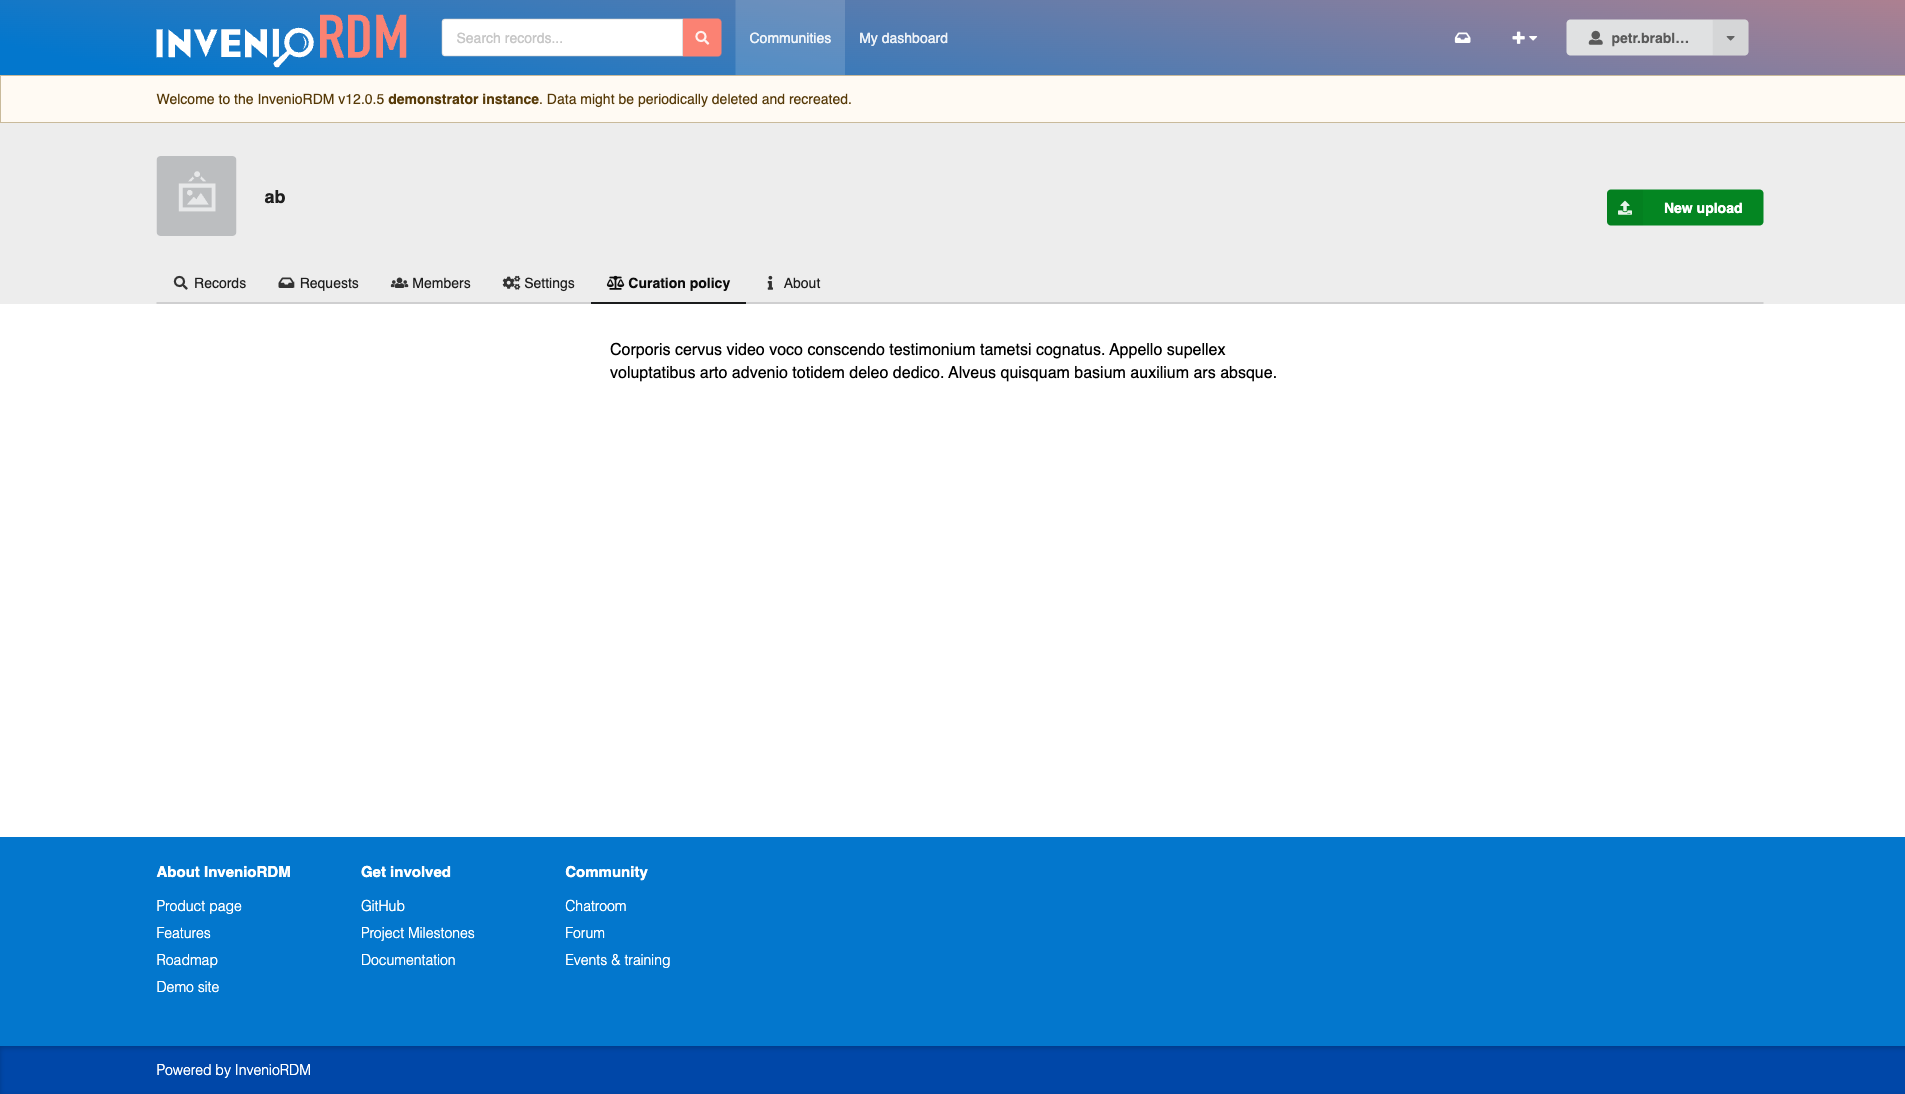 INVENIO RDM
Search records...
Communities
My dashboard
petr.brabl...
Welcome to the InvenioRDM v12.0.5 demonstrator instance. Data might be periodically deleted and recreated.
ab
New upload
Records
Requests
Members
Settings
Curation policy
About
Corporis cervus video voco conscendo testimonium tametsi cognatus. Appello supellex
voluptatibus arto advenio totidem deleo dedico. Alveus quisquam basium auxilium ars absque.
About InvenioRDM
Product page
Features
Roadmap
Demo site
Get involved
GitHub
Project Milestones
Documentation
Community
Chatroom
Forum
Events & training
Powered by InvenioRDM